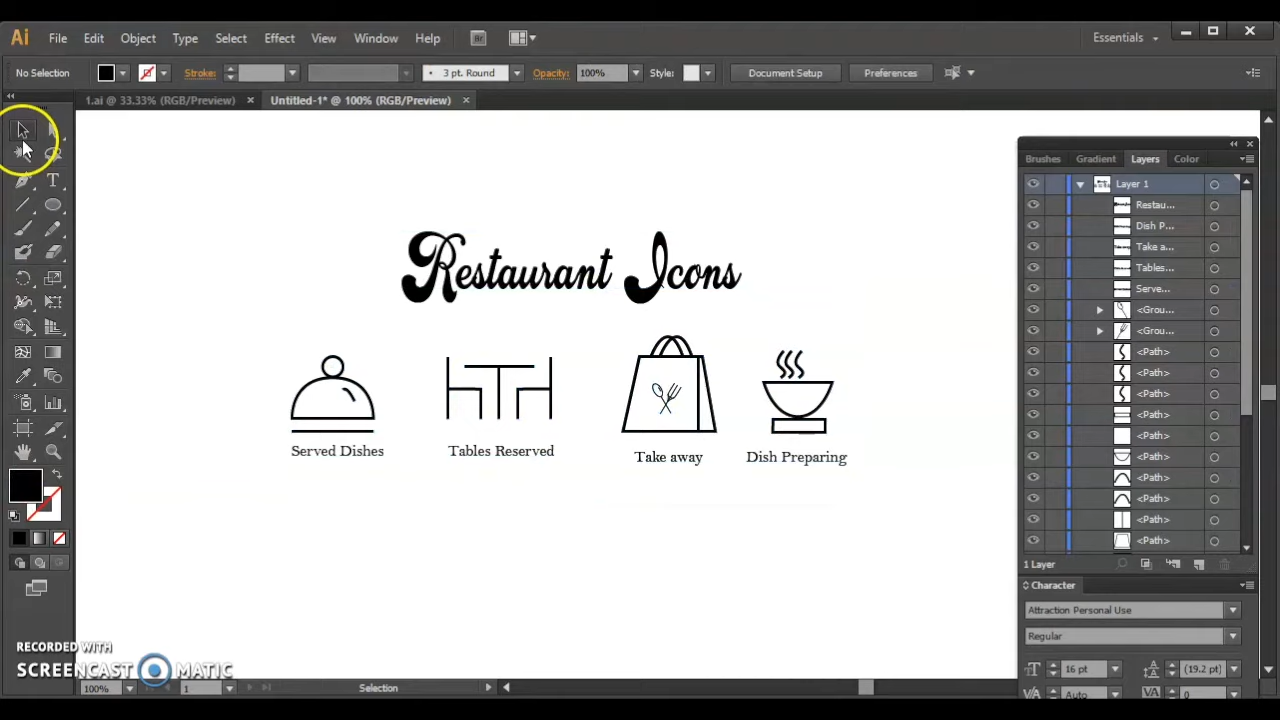 Ai File Edit Object Type Select Effect View Window Help Br Essentials
No Selection Stroke: 3 pt. Round Opacity: 100% Style: Document Setup Preferences
1.ai @ 33.33% (RGB/Preview) Untitled-1* @ 100% (RGB/Preview)
Brushes Gradient Layers Color
Layer 1
Restau...
Dish P...
Take a...
Tables...
Serve...
<Grou...
<Grou...
<Path>
<Path>
<Path>
<Path>
<Path>
<Path>
<Path>
<Path>
<Path>
<Path>
1 Layer
Restaurant Icons
Served Dishes Tables Reserved Take away Dish Preparing
Character
Attraction Personal Use
Regular
16 pt (19.2 pt)
Auto 0
RECORDED WITH
SCREENCAST MATIC
100% 1 Selection